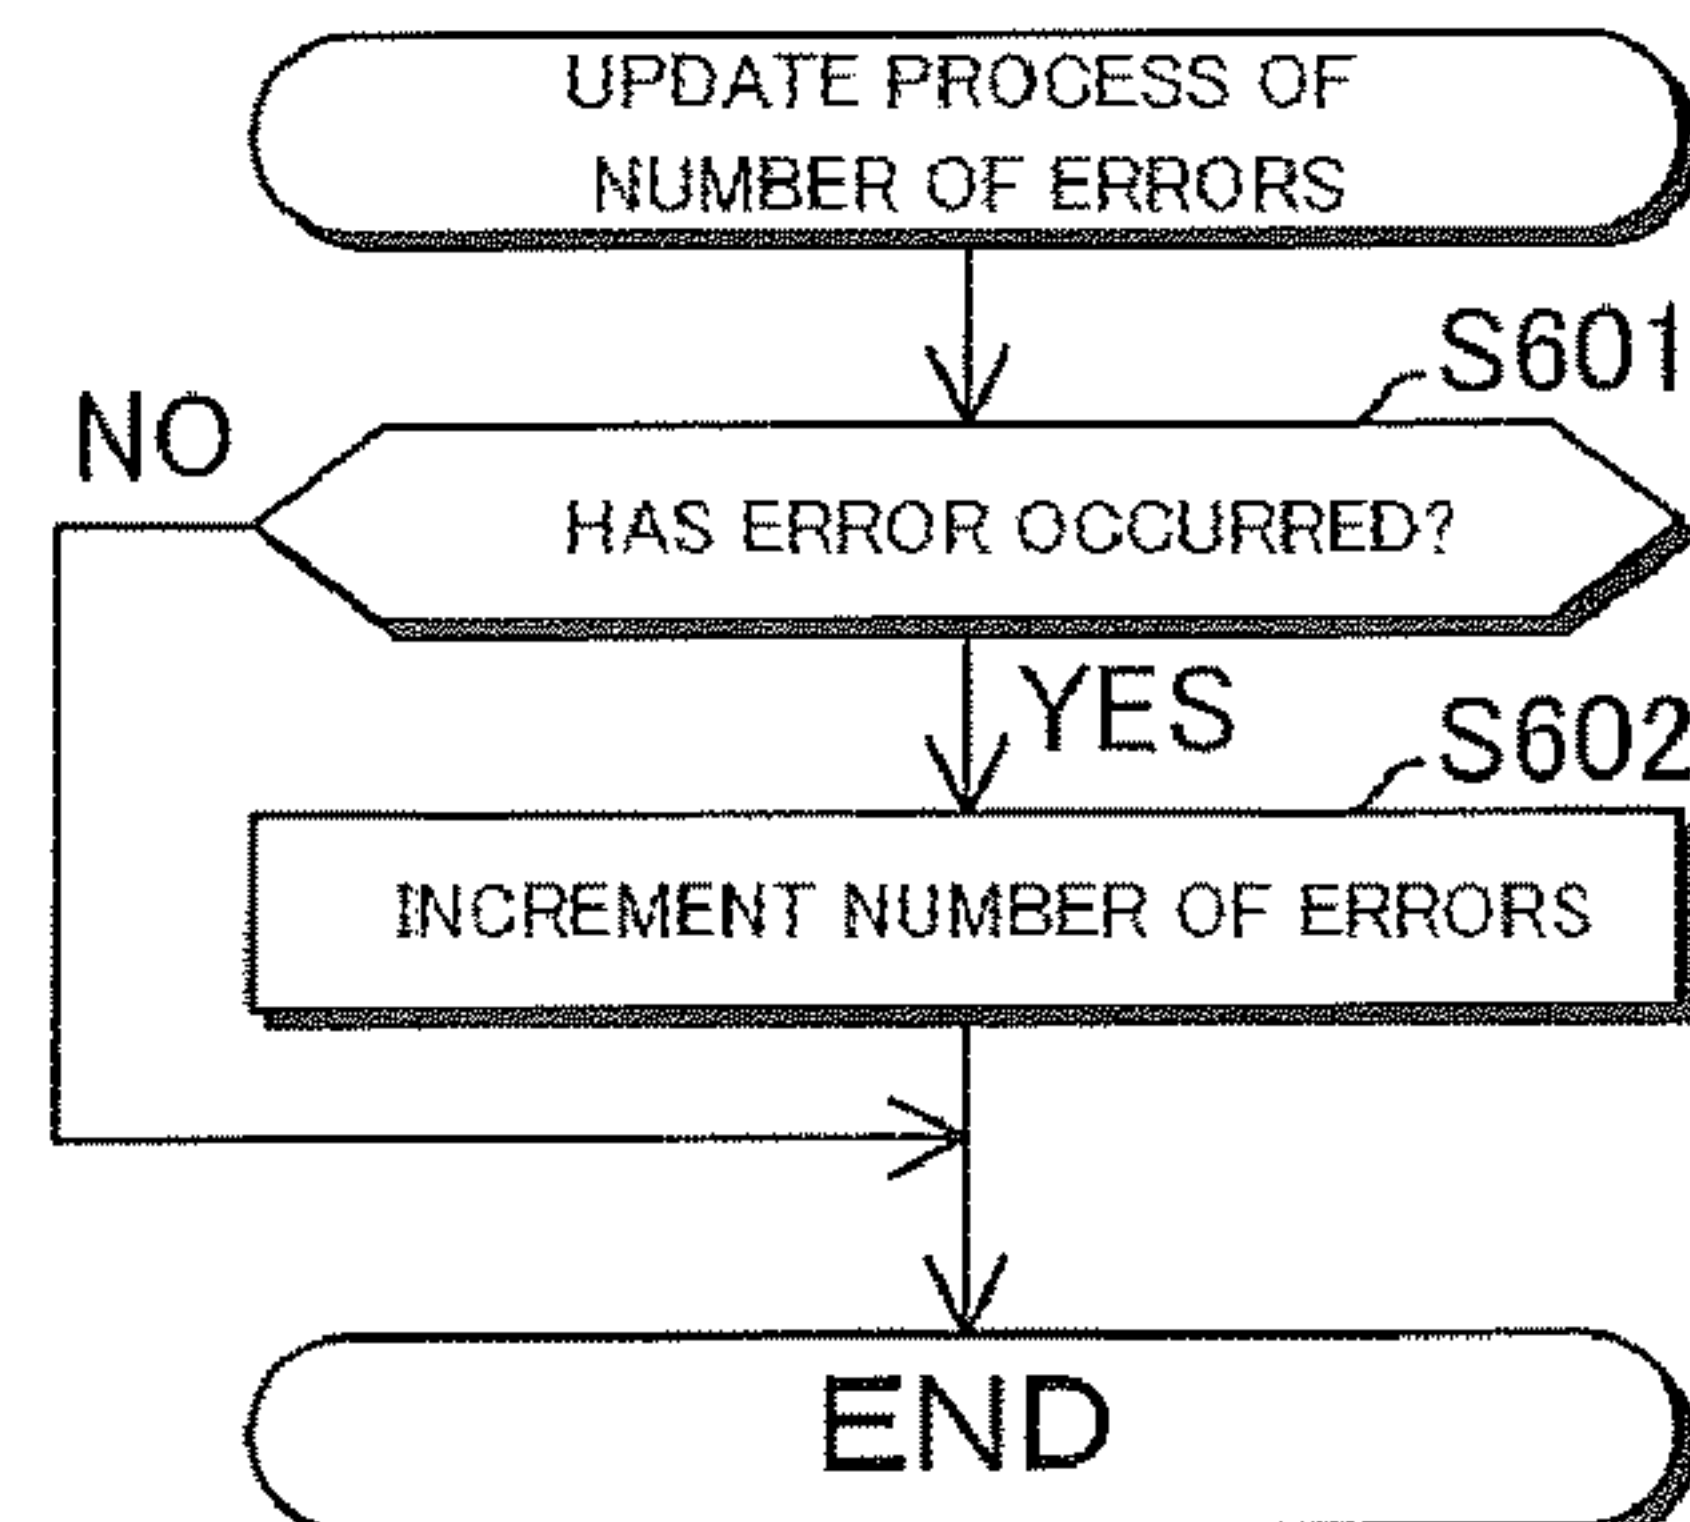 UPDATE PROCESS OF
NUMBER OF ERRORS
S601
NO
HAS ERROR OCCURRED?
YES
S602
INCREMENT NUMBER OF ERRORS
END